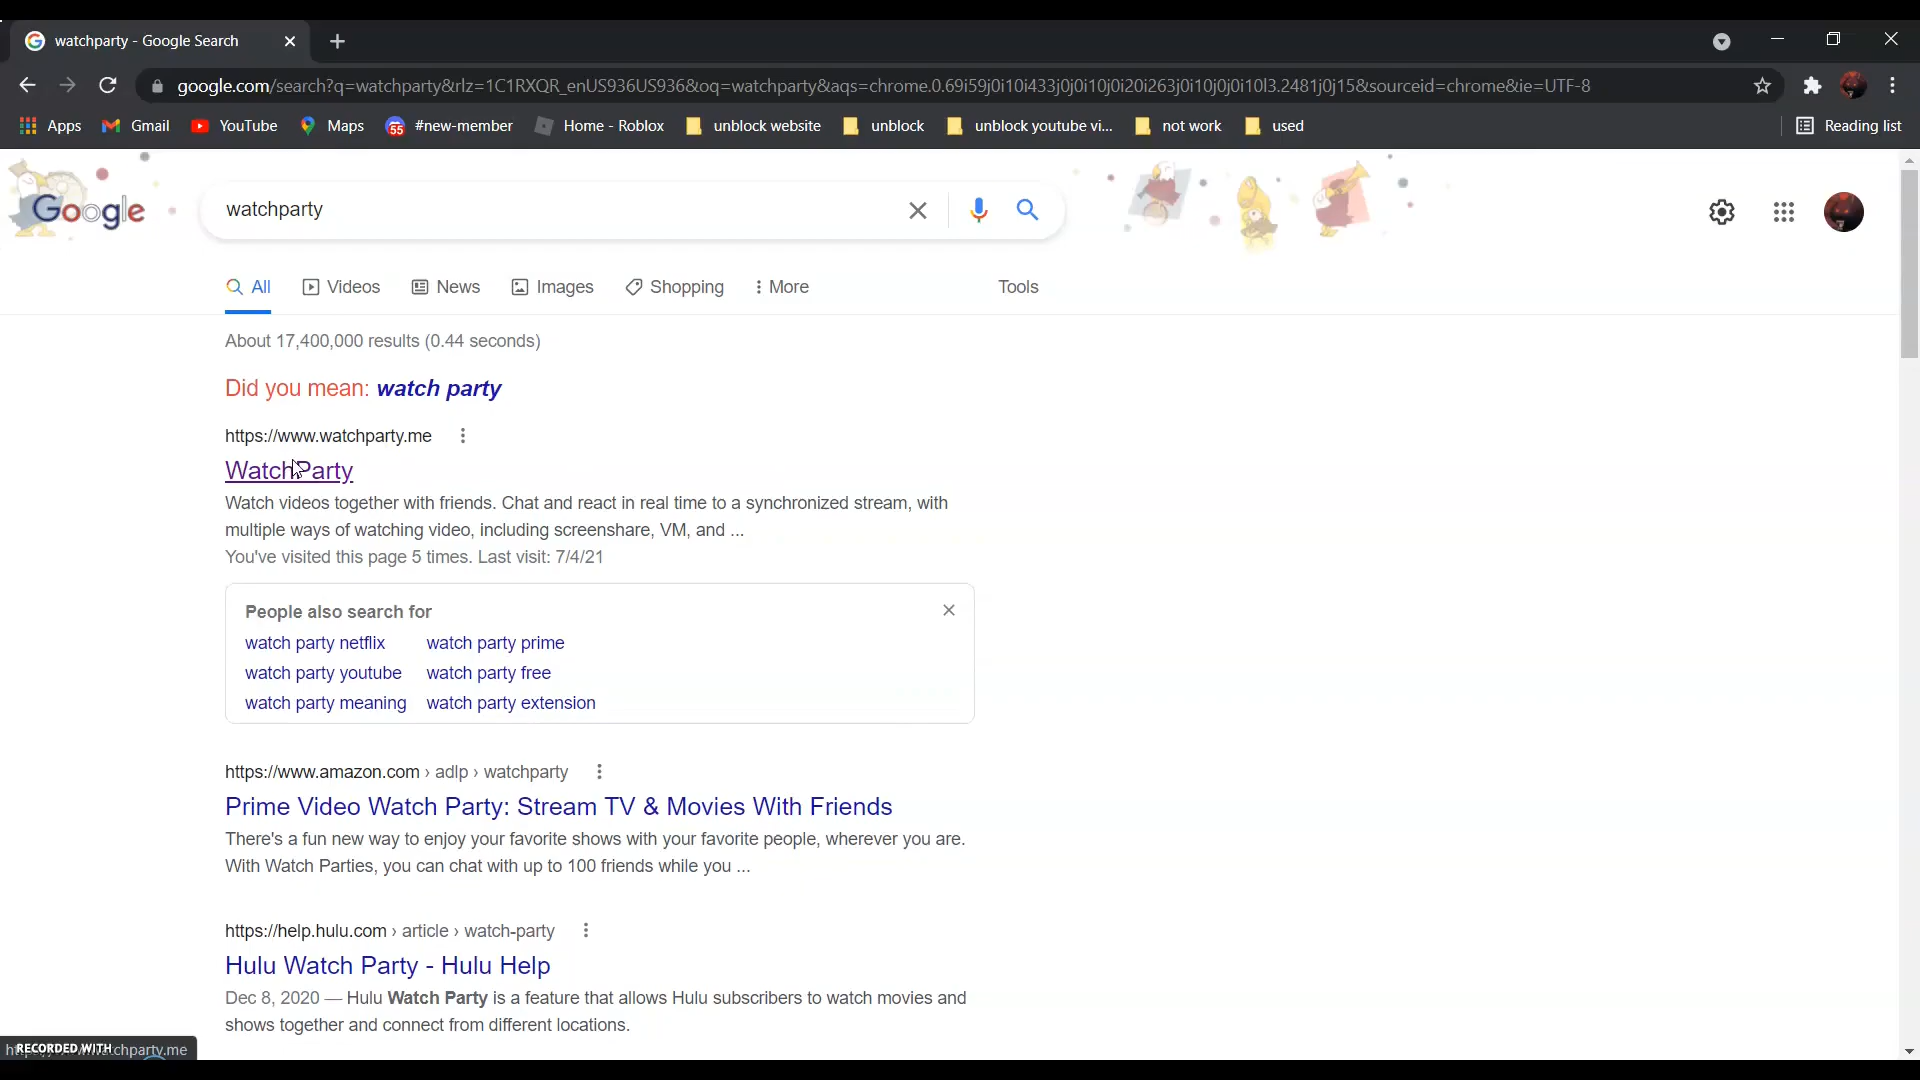 watchparty - Google Search
google.com/search?q=watchparty&rlz=1C1RXQR_enUS936US936&oq=watchparty&aqs=chrome.0.69i59j0i10i433j0j0i10j0i20i263j0i10j0j0i10l3.2481j0j15&sourceid=chrome&ie=UTF-8
Apps Gmail YouTube Maps 55 #new-member Home - Roblox unblock website unblock unblock youtube vi... not work used Reading list
Google watchparty
All Videos News Images Shopping More Tools
About 17,400,000 results (0.44 seconds)
Did you mean: watch party
https://www.watchparty.me
WatchParty
Watch videos together with friends. Chat and react in real time to a synchronized stream, with
multiple ways of watching video, including screenshare, VM, and ...
You've visited this page 5 times. Last visit: 7/4/21
People also search for
watch party netflix watch party prime
watch party youtube watch party free
watch party meaning watch party extension
https://www.amazon.com › adlp › watchparty
Prime Video Watch Party: Stream TV & Movies With Friends
There's a fun new way to enjoy your favorite shows with your favorite people, wherever you are.
With Watch Parties, you can chat with up to 100 friends while you ...
https://help.hulu.com › article › watch-party
Hulu Watch Party - Hulu Help
Dec 8, 2020 — Hulu Watch Party is a feature that allows Hulu subscribers to watch movies and
shows together and connect from different locations.
RECORDED WITH